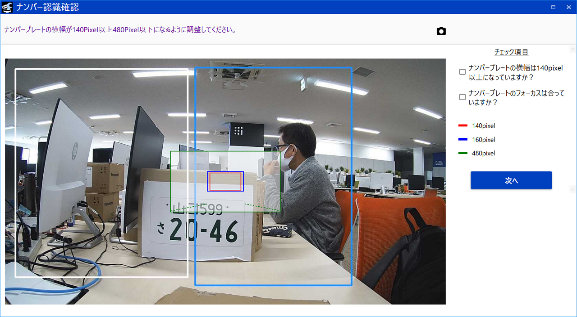 ナンバー認識確認
ナンバープレートの横幅が140Pixel以上480Pixel以下になるように調整してください。
チェック項目
ナンバープレートの横幅は140pixel
以上になっていますか？
ナンバープレートのフォーカスは合って
いますか？
140pixel
160pixel
480pixel
次へ
599
さ 20-46